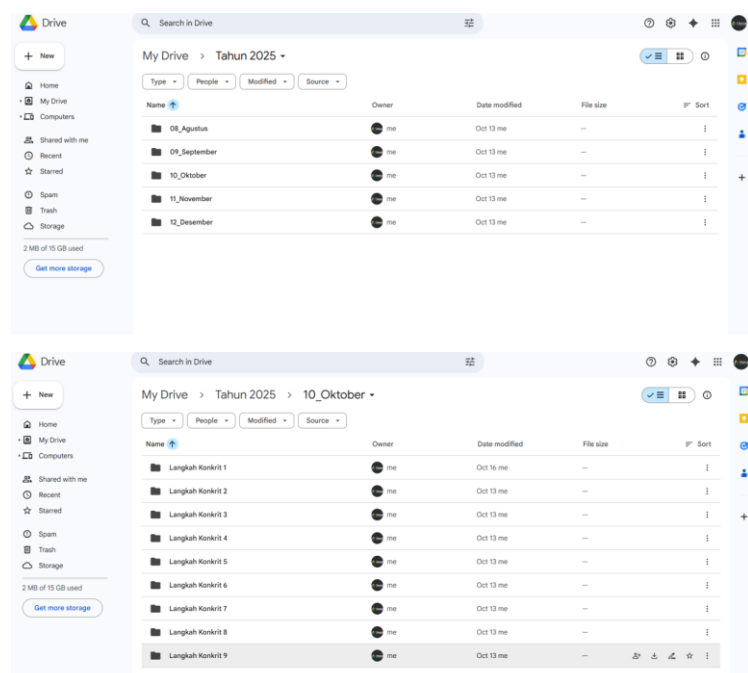 Drive
Search in Drive
New
My Drive > Tahun 2025
Type People Modified Source
Home
My Drive
Computers
Shared with me
Recent
Starred
Spam
Trash
Storage
2 MB of 15 GB used
Get more storage
Name Owner Date modified File size Sort
08_Agustus me Oct 13 me —
09_September me Oct 13 me —
10_Oktober me Oct 13 me —
11_November me Oct 13 me —
12_Desember me Oct 13 me —
Drive
Search in Drive
New
My Drive > Tahun 2025 > 10_Oktober
Type People Modified Source
Home
My Drive
Computers
Shared with me
Recent
Starred
Spam
Trash
Storage
2 MB of 15 GB used
Get more storage
Name Owner Date modified File size Sort
Langkah Konkrit 1 me Oct 16 me —
Langkah Konkrit 2 me Oct 13 me —
Langkah Konkrit 3 me Oct 13 me —
Langkah Konkrit 4 me Oct 13 me —
Langkah Konkrit 5 me Oct 13 me —
Langkah Konkrit 6 me Oct 13 me —
Langkah Konkrit 7 me Oct 13 me —
Langkah Konkrit 8 me Oct 13 me —
Langkah Konkrit 9 me Oct 13 me —